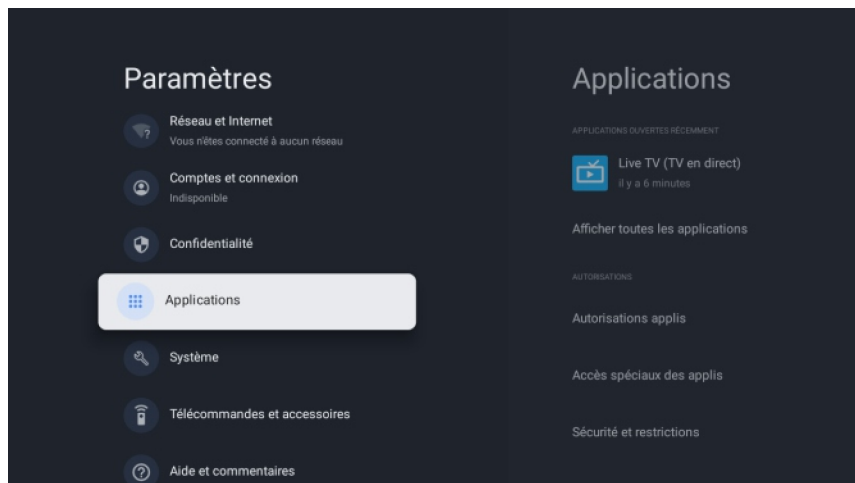 Paramètres
Réseau et Internet
Vous n'êtes connecté à aucun réseau
Comptes et connexion
Indisponible
Confidentialité
Applications
Système
Télécommandes et accessoires
Aide et commentaires
Applications
APPLICATIONS OUVERTES RÉCEMMENT
Live TV (TV en direct)
il y a 6 minutes
Afficher toutes les applications
AUTORISATIONS
Autorisations applis
Accès spéciaux des applis
Sécurité et restrictions